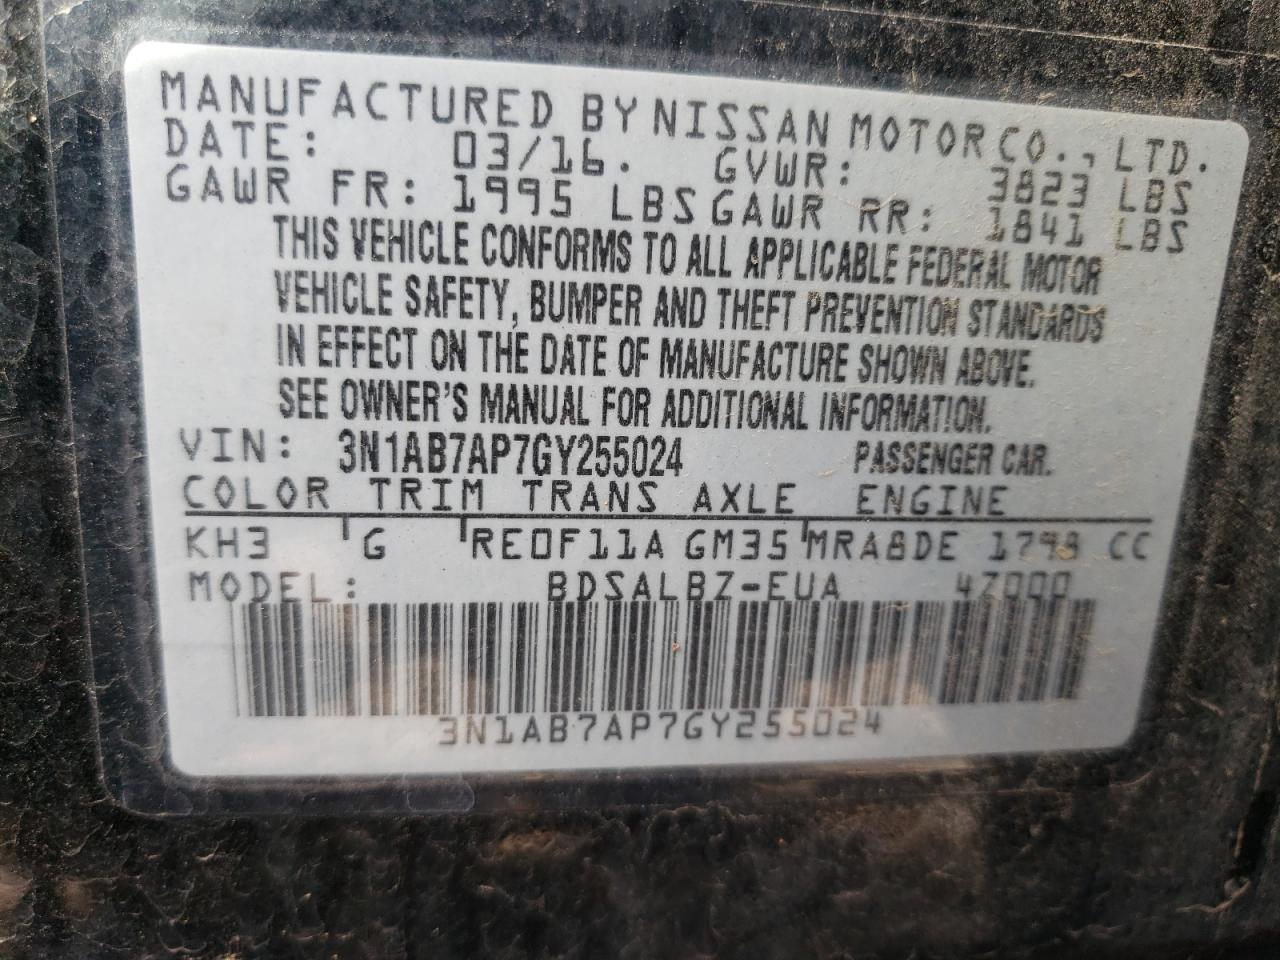 MANUFACTURED BY NISSAN MOTOR CO., LTD.
DATE: 03/16. GVWR: 3823 LBS
GAWR FR: 1995 LBS GAWR RR: 1841 LBS
THIS VEHICLE CONFORMS TO ALL APPLICABLE FEDERAL MOTOR
VEHICLE SAFETY, BUMPER AND THEFT PREVENTION STANDARDS
IN EFFECT ON THE DATE OF MANUFACTURE SHOWN ABOVE.
SEE OWNER'S MANUAL FOR ADDITIONAL INFORMATION.
VIN: 3N1AB7AP7GY255024 PASSENGER CAR.
COLOR TRIM TRANS AXLE ENGINE
KH3 G RE0F11A GM35 MRA8DE 1798 CC
MODEL: BDSALBZ-EUA 4Z000
3N1AB7AP7GY255024